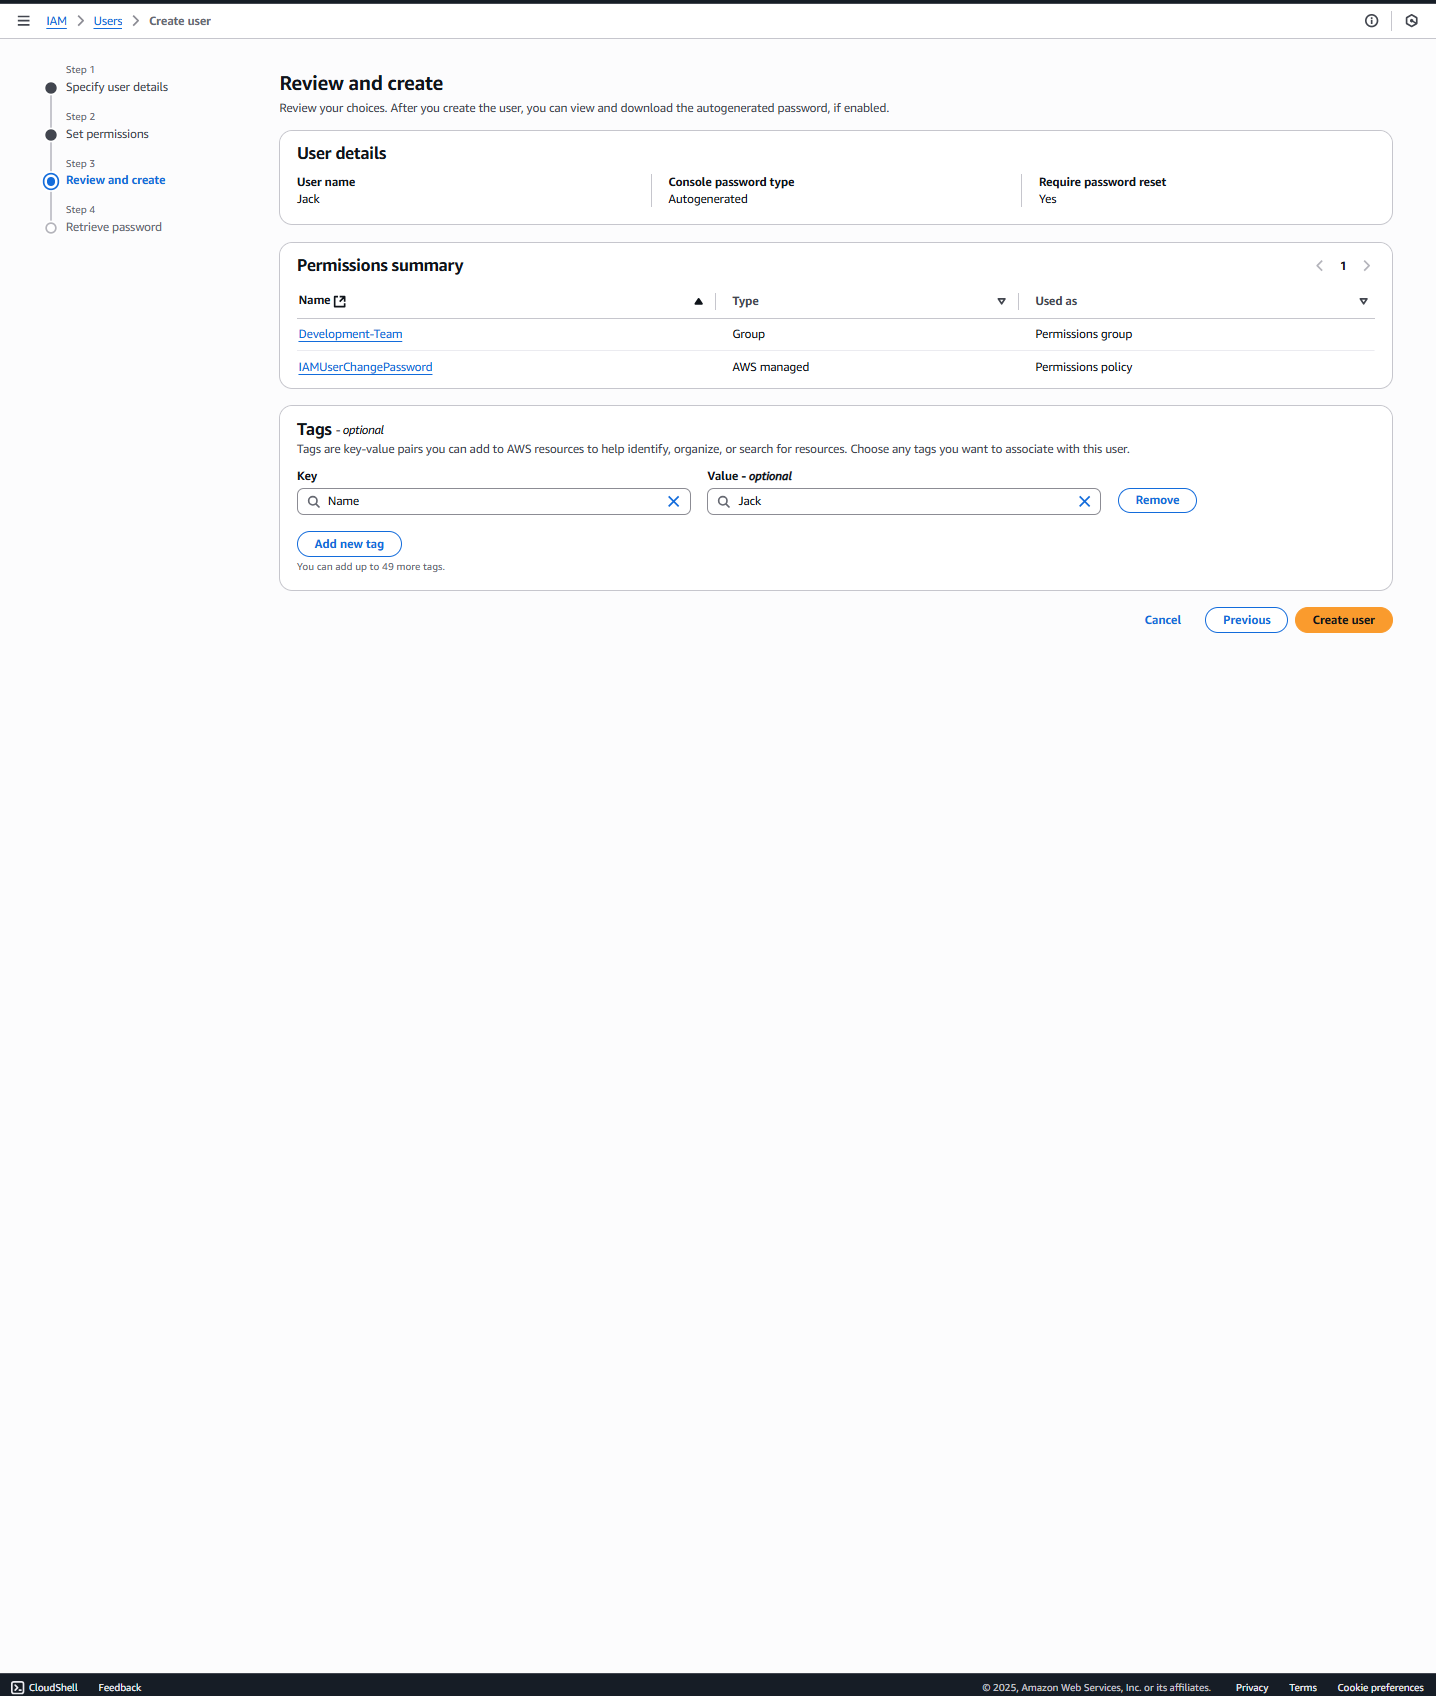 IAM Users Create user
Step 1
Specify user details
Step 2
Set permissions
Step 3
Review and create
Step 4
Retrieve password
Review and create
Review your choices. After you create the user, you can view and download the autogenerated password, if enabled.
User details
User name Console password type Require password reset
Jack Autogenerated Yes
Permissions summary 1
Name Type Used as
Development-Team Group Permissions group
IAMUserChangePassword AWS managed Permissions policy
Tags - optional
Tags are key-value pairs you can add to AWS resources to help identify, organize, or search for resources. Choose any tags you want to associate with this user.
Key Value - optional
Name Jack Remove
Add new tag
You can add up to 49 more tags.
Cancel Previous Create user
CloudShell Feedback © 2025, Amazon Web Services, Inc. or its affiliates. Privacy Terms Cookie preferences